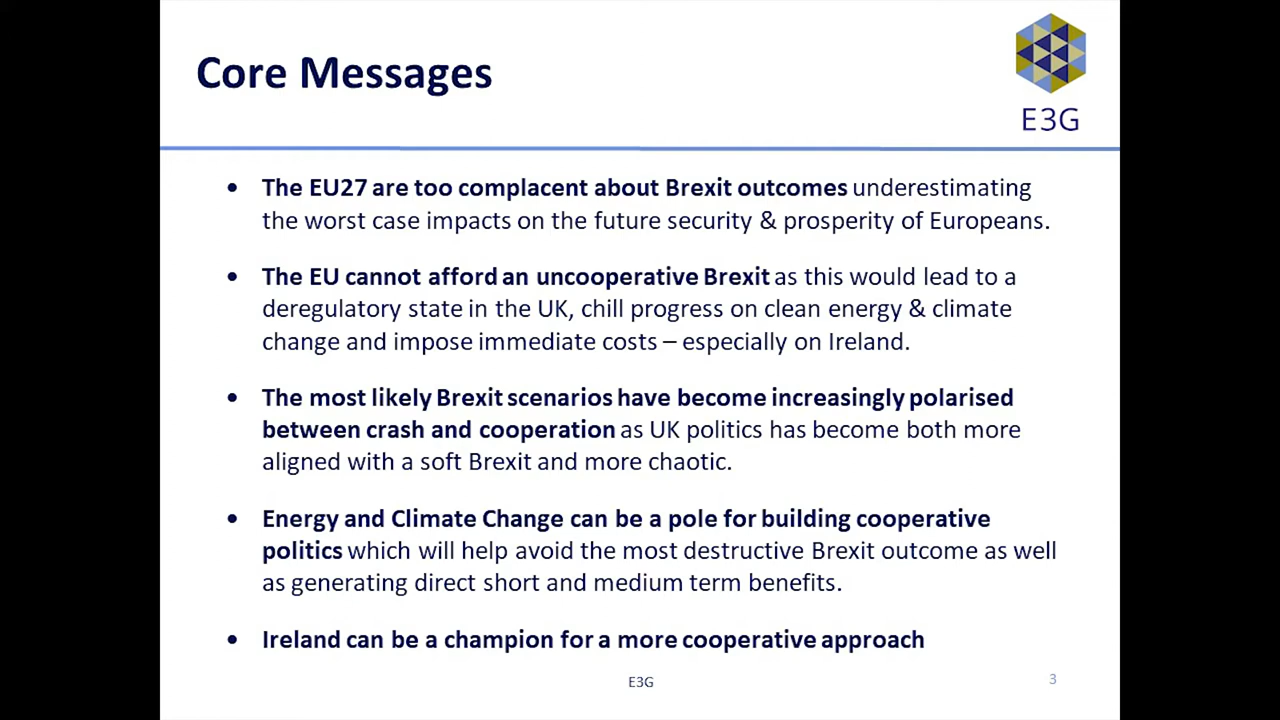 Core Messages
E3G
• The EU27 are too complacent about Brexit outcomes underestimating
the worst case impacts on the future security & prosperity of Europeans.
• The EU cannot afford an uncooperative Brexit as this would lead to a
deregulatory state in the UK, chill progress on clean energy & climate
change and impose immediate costs – especially on Ireland.
• The most likely Brexit scenarios have become increasingly polarised
between crash and cooperation as UK politics has become both more
aligned with a soft Brexit and more chaotic.
• Energy and Climate Change can be a pole for building cooperative
politics which will help avoid the most destructive Brexit outcome as well
as generating direct short and medium term benefits.
• Ireland can be a champion for a more cooperative approach
E3G
3